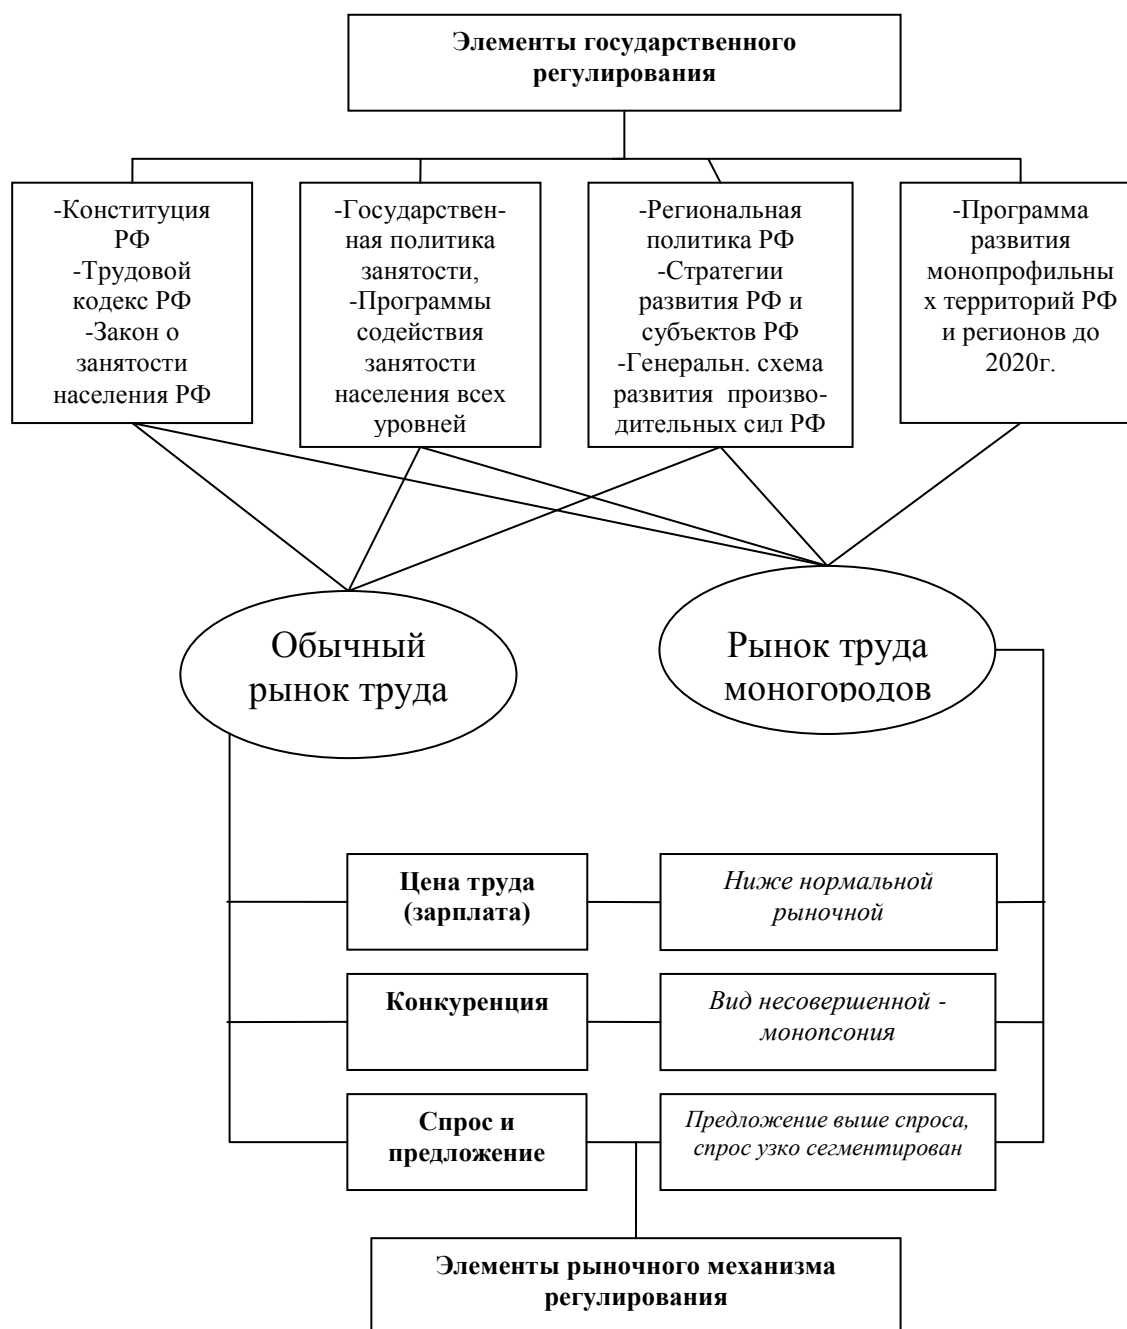 Элементы государственного
регулирования
-Конституция
РФ
-Трудовой
кодекс РФ
-Закон о
занятости
населения РФ
-Государствен-
ная политика
занятости,
-Программы
содействия
занятости
населения всех
уровней
-Региональная
политика РФ
-Стратегии
развития РФ и
субъектов РФ
-Генеральн. схема
развития произво-
дительных сил РФ
-Программа
развития
монопрофильны
х территорий РФ
и регионов до
2020г.
Обычный
рынок труда
Рынок труда
моногородов
Цена труда
(зарплата)
Ниже нормальной
рыночной
Конкуренция
Вид несовершенной -
монопсония
Спрос и
предложение
Предложение выше спроса,
спрос узко сегментирован
Элементы рыночного механизма
регулирования